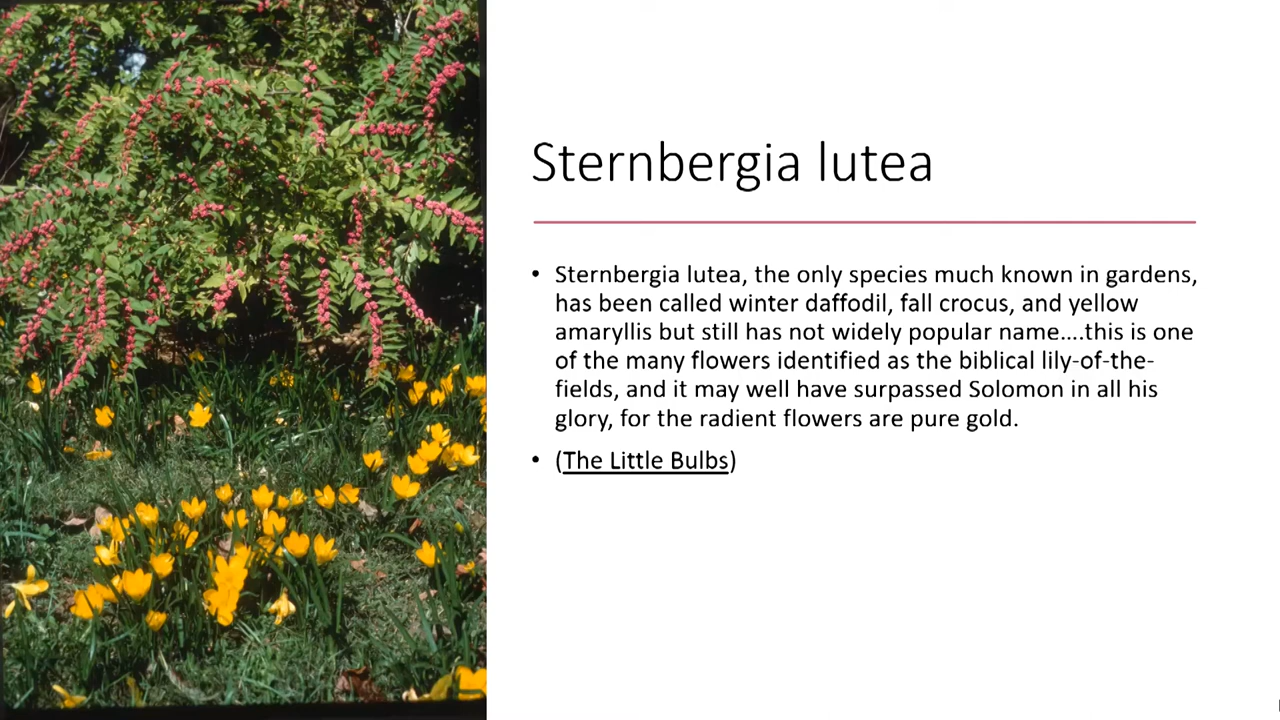 Sternbergia lutea
• Sternbergia lutea, the only species much known in gardens,
has been called winter daffodil, fall crocus, and yellow
amaryllis but still has not widely popular name....this is one
of the many flowers identified as the biblical lily-of-the-
fields, and it may well have surpassed Solomon in all his
glory, for the radient flowers are pure gold.
• (The Little Bulbs)